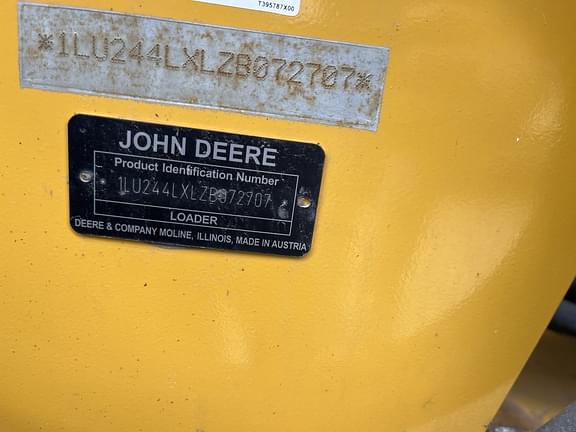 T395787X00
*1LU244LXLZB072707*
JOHN DEERE
Product Identification Number
1LU244LXLZB072707
LOADER
DEERE & COMPANY MOLINE, ILLINOIS, MADE IN AUSTRIA